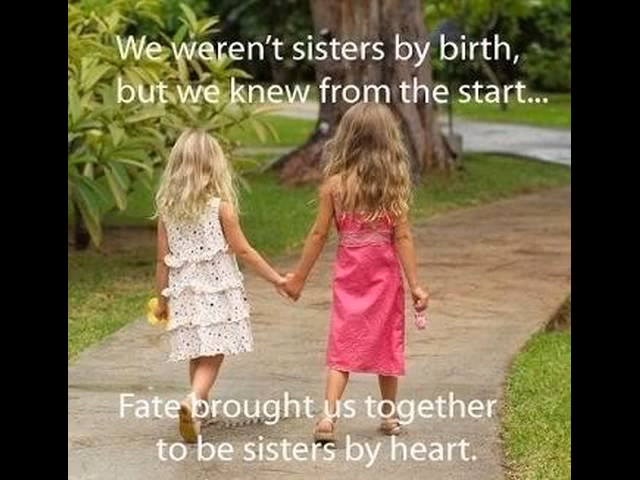 We weren't sisters by birth,
but we knew from the start...
Fate brought us together
to be sisters by heart.